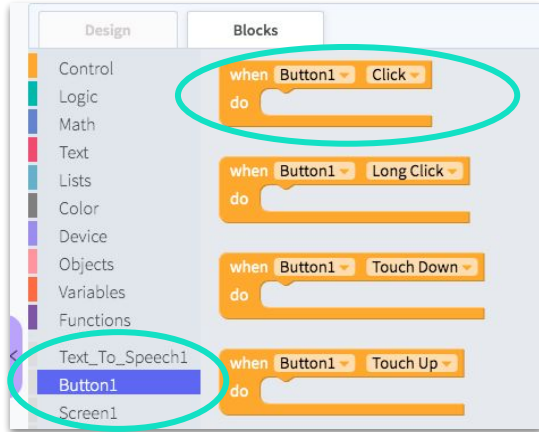 Design Blocks
Control
Logic
Math
Text
Lists
Color
Device
Objects
Variables
Functions
Text_To_Speech1
Button1
Screen1
when Button1 Click
do
when Button1 Long Click
do
when Button1 Touch Down
do
when Button1 Touch Up
do